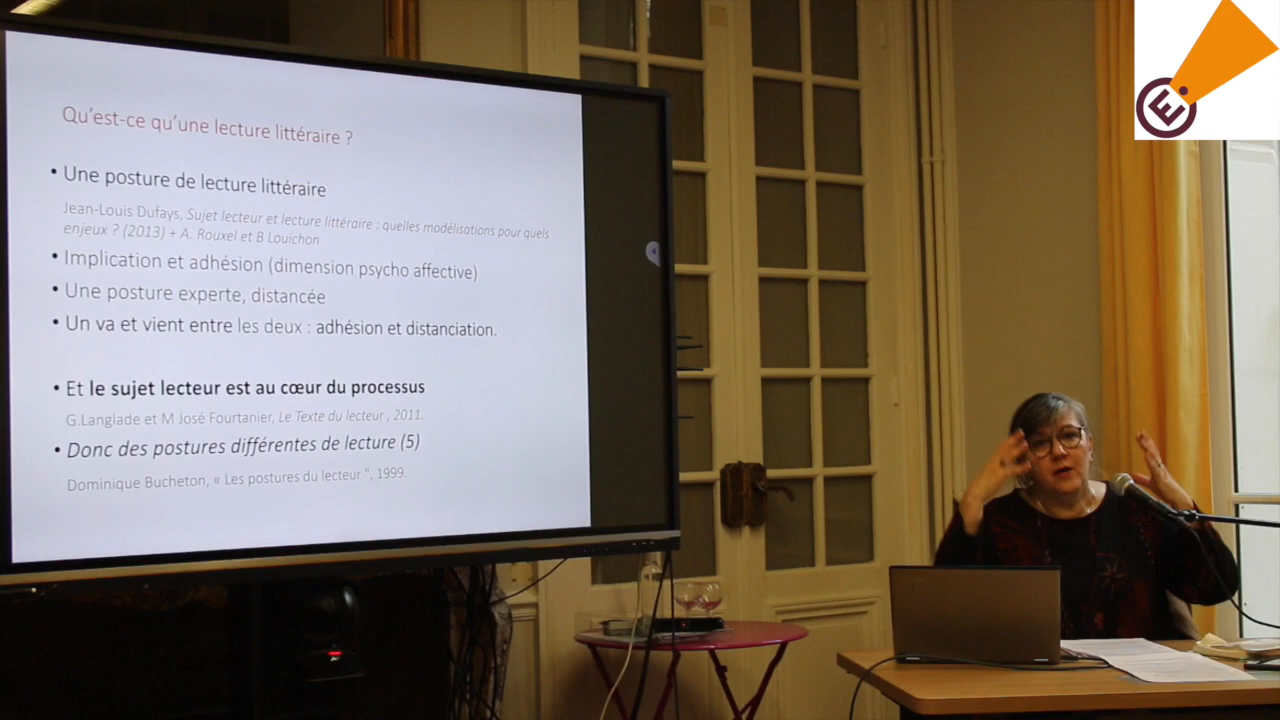 Qu'est-ce qu'une lecture littéraire ?
• Une posture de lecture littéraire
Jean-Louis Dufays, Sujet lecteur et lecture littéraire : quelles modélisations pour quels
enjeux ? (2013) + A. Rouxel et B Louichon
• Implication et adhésion (dimension psycho affective)
• Une posture experte, distancée
• Un va et vient entre les deux : adhésion et distanciation.
• Et le sujet lecteur est au cœur du processus
G.Langlade et M José Fourtanier, Le Texte du lecteur , 2011.
• Donc des postures différentes de lecture (5)
Dominique Bucheton, « Les postures du lecteur ", 1999.
E